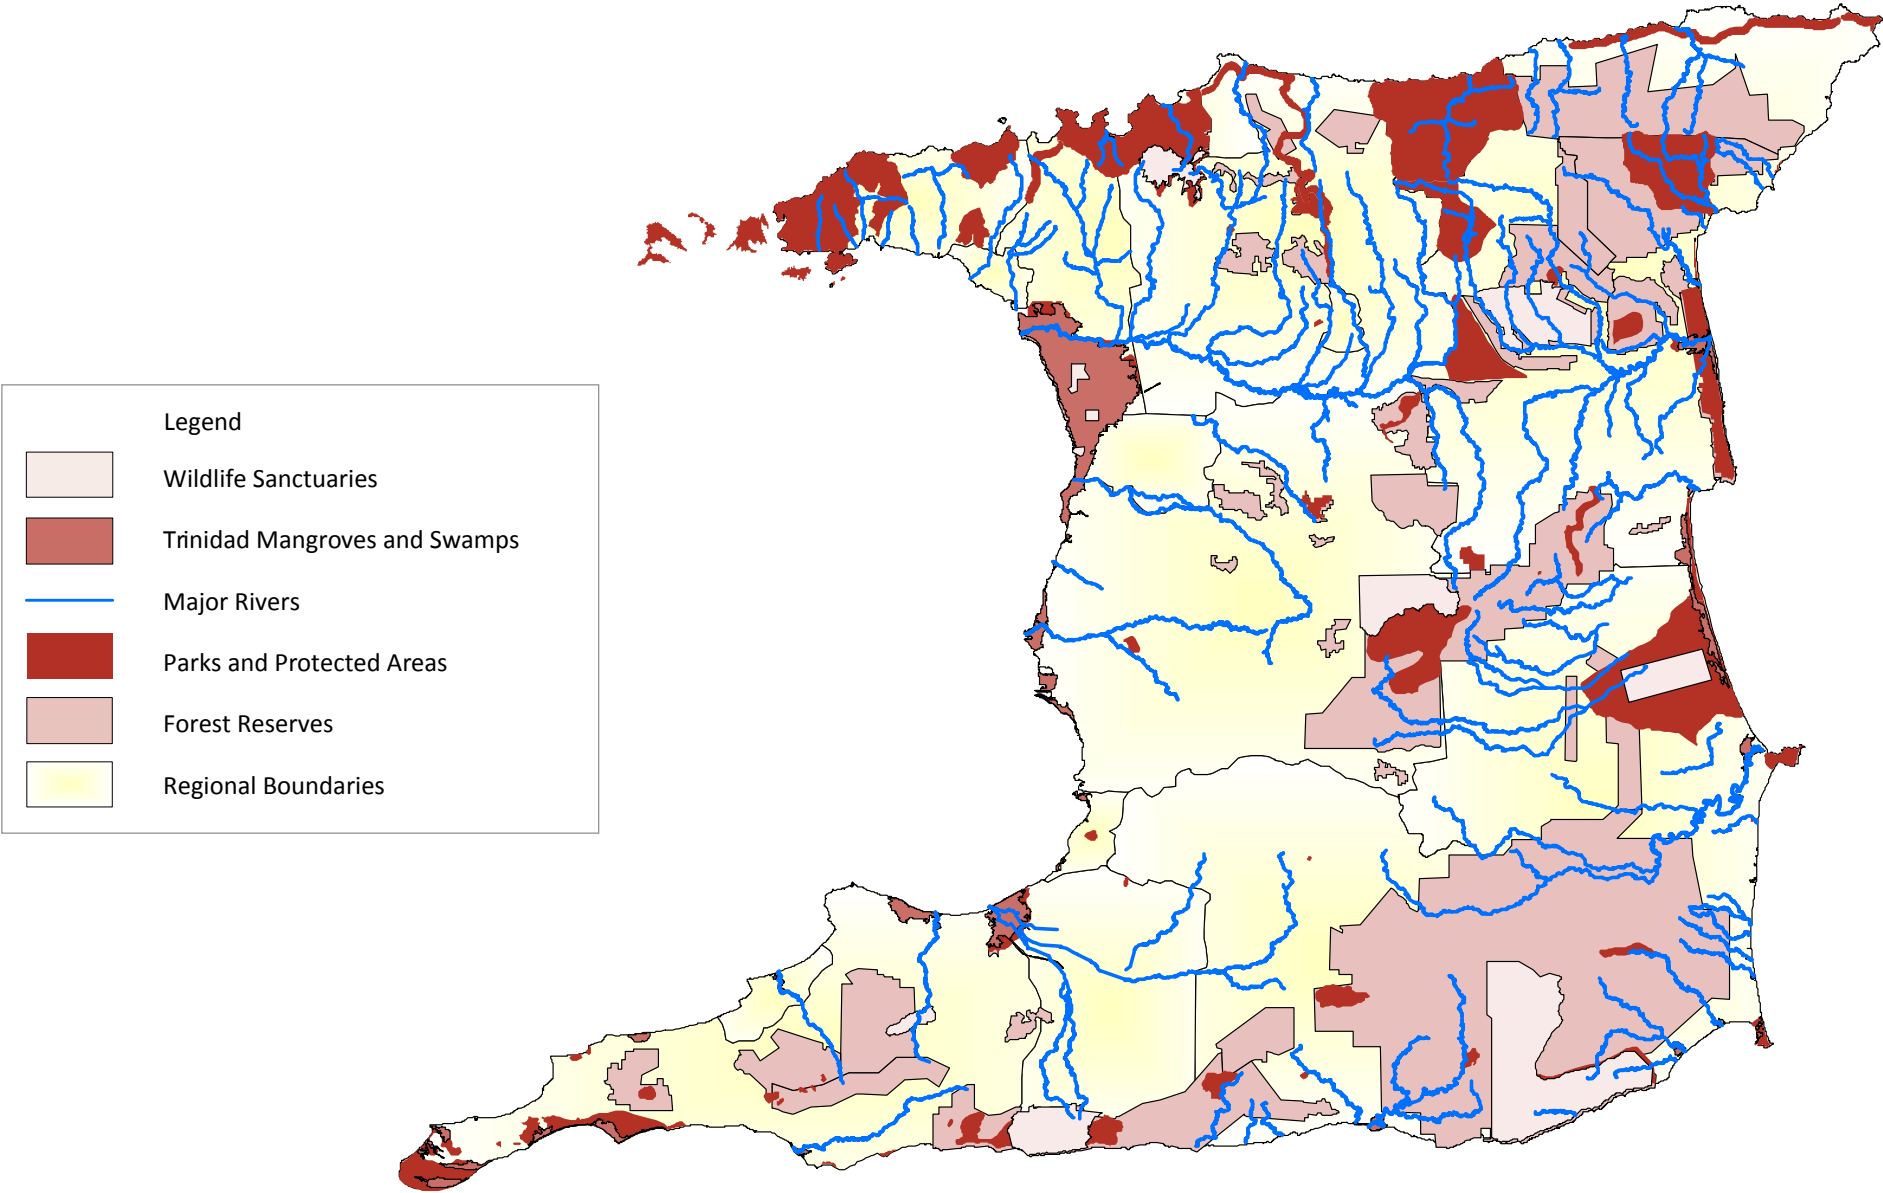 Legend
Wildlife Sanctuaries
Trinidad Mangroves and Swamps
Major Rivers
Parks and Protected Areas
Forest Reserves
Regional Boundaries